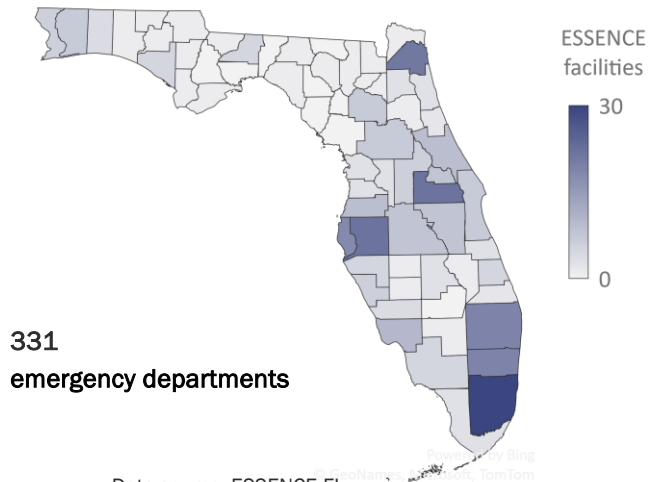 ESSENCE
facilities
30
0
331
emergency departments
Powered by Bing
© GeoNames, Microsoft, TomTom